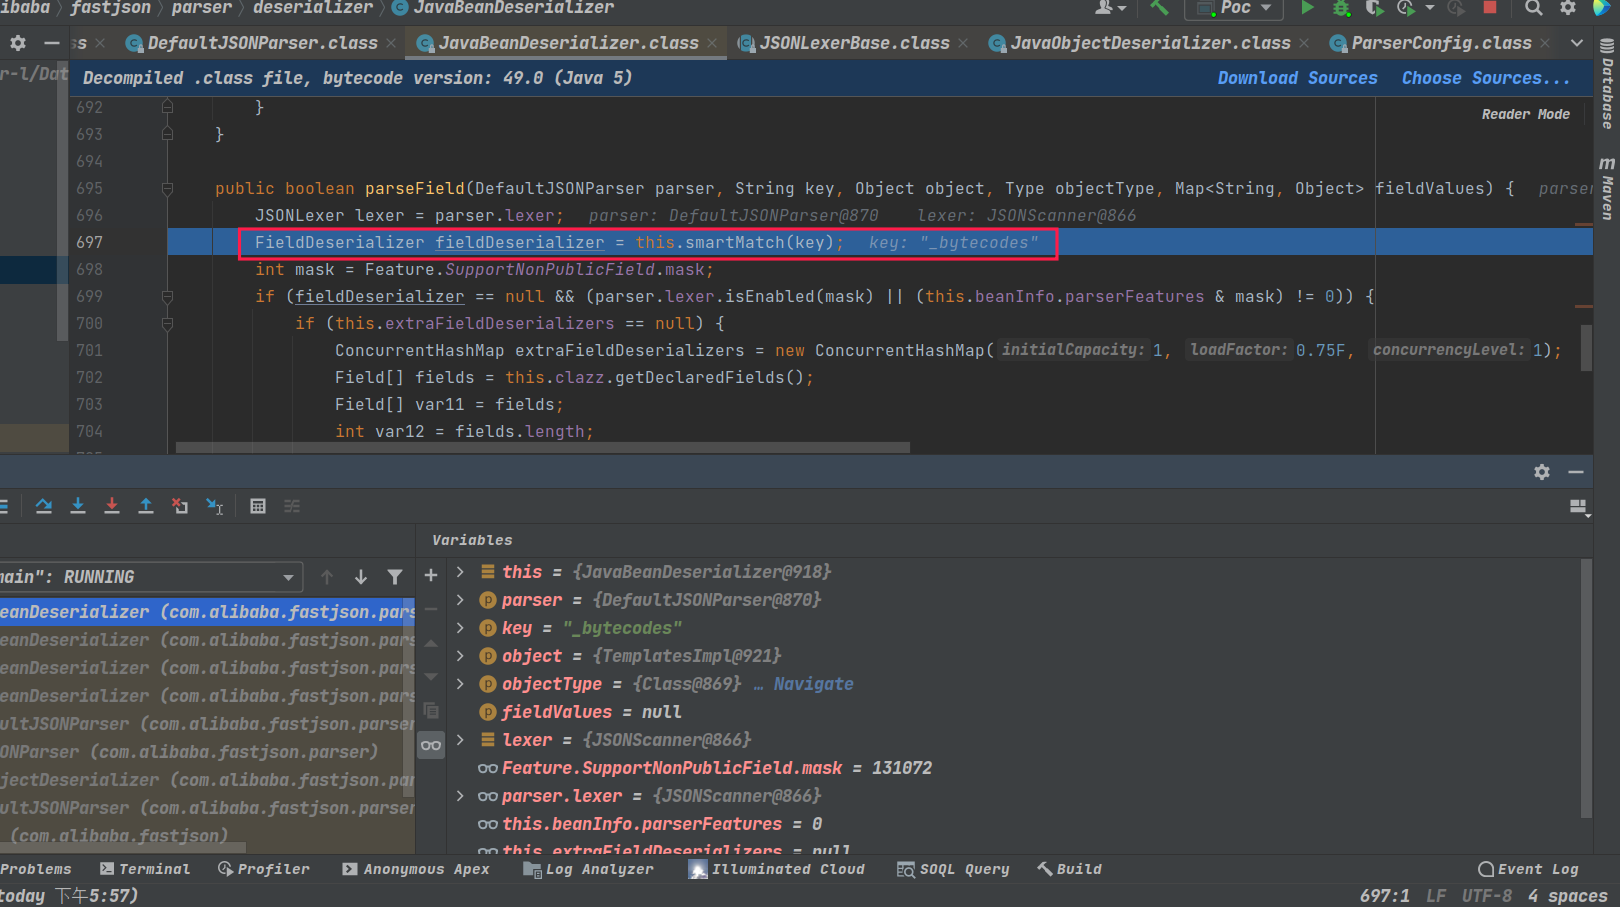 ibaba > fastjson > parser > deserializer > JavaBeanDeserializer
Poc
DefaultJSONParser.class
JavaBeanDeserializer.class
JSONLexerBase.class
JavaObjectDeserializer.class
ParserConfig.class
Decompiled .class file, bytecode version: 49.0 (Java 5)
Download Sources
Choose Sources...
Reader Mode
Database
Maven
692 }
693 }
694
695 public boolean parseField(DefaultJSONParser parser, String key, Object object, Type objectType, Map<String, Object> fieldValues) { parser
696 JSONLexer lexer = parser.lexer; parser: DefaultJSONParser@870 lexer: JSONScanner@866
697 FieldDeserializer fieldDeserializer = this.smartMatch(key); key: "_bytecodes"
698 int mask = Feature.SupportNonPublicField.mask;
699 if (fieldDeserializer == null && (parser.lexer.isEnabled(mask) || (this.beanInfo.parserFeatures & mask) != 0)) {
700 if (this.extraFieldDeserializers == null) {
701 ConcurrentHashMap extraFieldDeserializers = new ConcurrentHashMap( initialCapacity: 1, loadFactor: 0.75F, concurrencyLevel: 1);
702 Field[] fields = this.clazz.getDeclaredFields();
703 Field[] var11 = fields;
704 int var12 = fields.length;
Variables
main": RUNNING
eanDeserializer (com.alibaba.fastjson.pars
eanDeserializer (com.alibaba.fastjson.pars
eanDeserializer (com.alibaba.fastjson.pars
eanDeserializer (com.alibaba.fastjson.pars
ultJSONParser (com.alibaba.fastjson.parser
ONParser (com.alibaba.fastjson.parser)
jectDeserializer (com.alibaba.fastjson.par
ultJSONParser (com.alibaba.fastjson.parser
(com.alibaba.fastjson)
this = {JavaBeanDeserializer@918}
parser = {DefaultJSONParser@870}
key = "_bytecodes"
object = {TemplatesImpl@921}
objectType = {Class@869} … Navigate
fieldValues = null
lexer = {JSONScanner@866}
Feature.SupportNonPublicField.mask = 131072
parser.lexer = {JSONScanner@866}
this.beanInfo.parserFeatures = 0
this.extraFieldDeserializers = null
Problems
Terminal
Profiler
Anonymous Apex
Log Analyzer
Illuminated Cloud
SOQL Query
Build
Event Log
today 下午5:57)
697:1 LF UTF-8 4 spaces